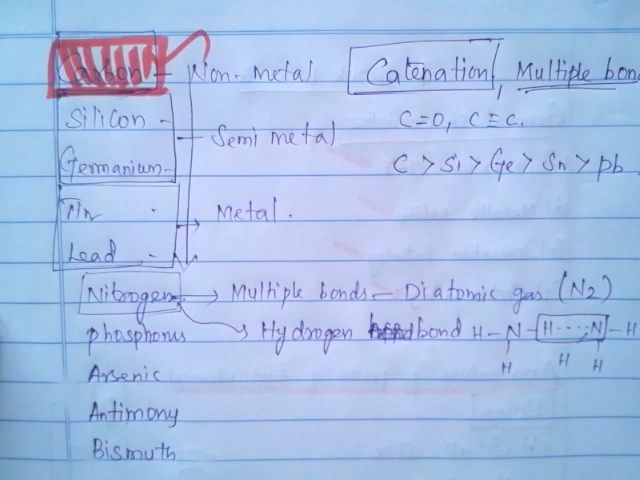 Carbon - Non-metal Catenation, Multiple bon
Silicon - Semi metal C=O, C≡C.
Germanium- C > Si > Ge > Sn > pb
Tin . Metal.
Lead -
Nitrogen → Multiple bonds - Diatomic gas. (N2)
phosphorus → Hydrogen bond H-N-H····N-H
H H H
Arsenic
Antimony
Bismuth